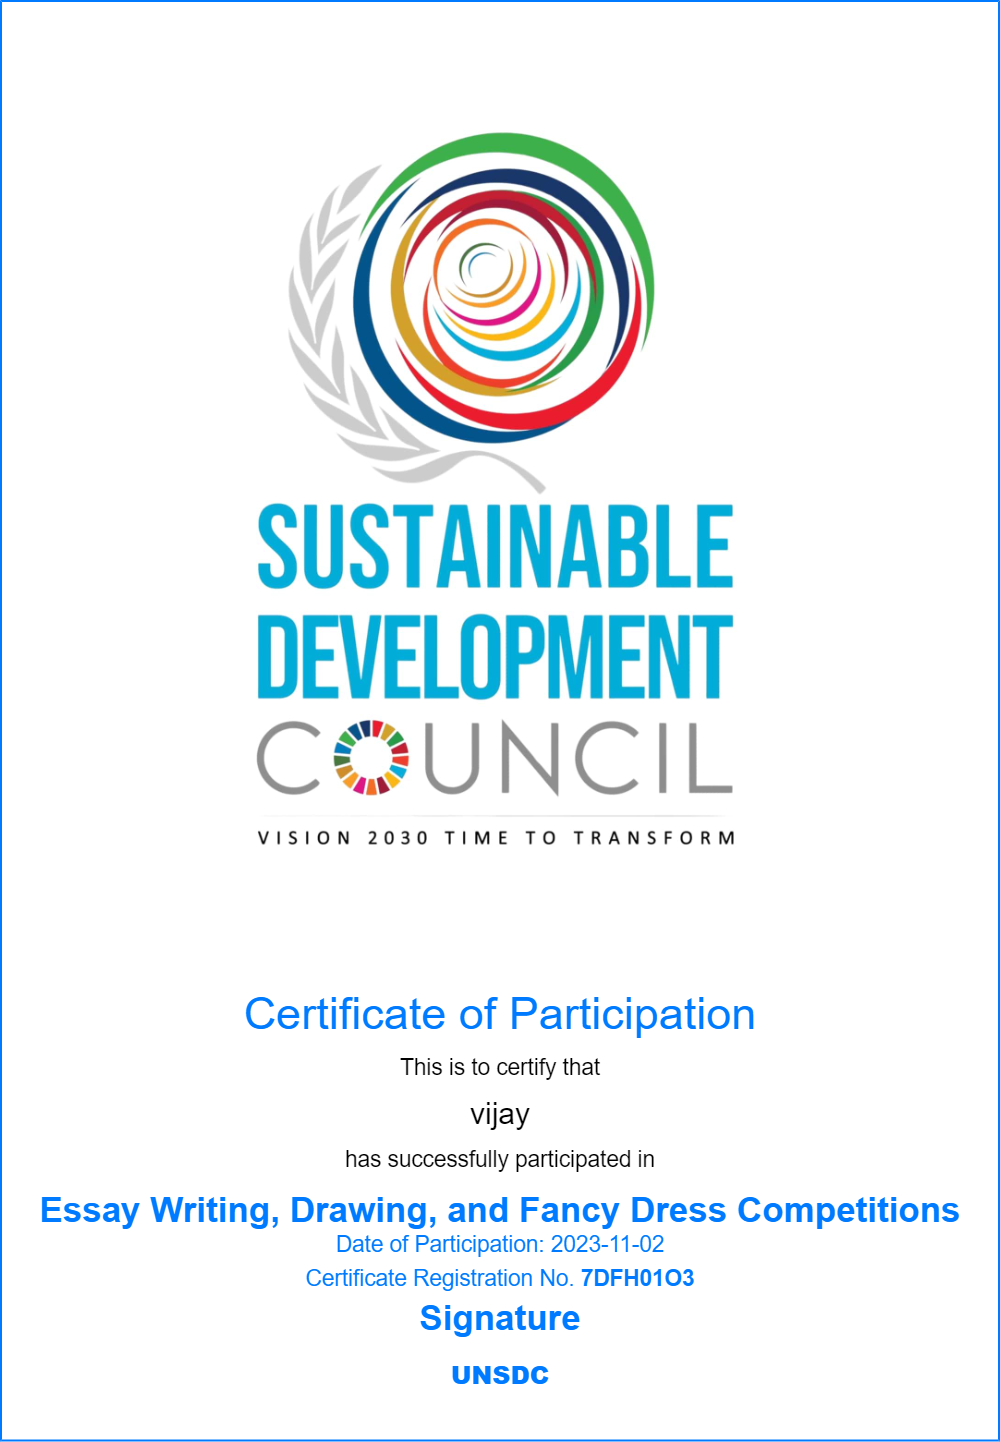 SUSTAINABLE
DEVELOPMENT
COUNCIL
VISION 2030 TIME TO TRANSFORM
Certificate of Participation
This is to certify that
vijay
has successfully participated in
Essay Writing, Drawing, and Fancy Dress Competitions
Date of Participation: 2023-11-02
Certificate Registration No. 7DFH01O3
Signature
UNSDC